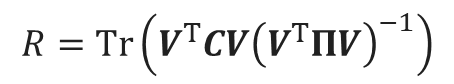 R = Tr(VᵀCV(VᵀΠV)⁻¹)